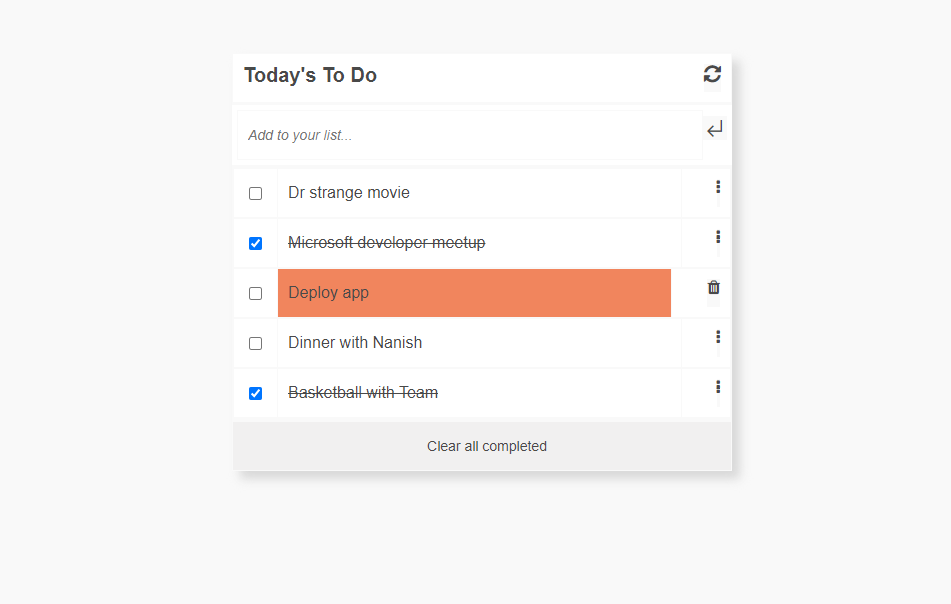 Today's To Do
Add to your list...
Dr strange movie
Microsoft developer meetup
Deploy app
Dinner with Nanish
Basketball with Team
Clear all completed